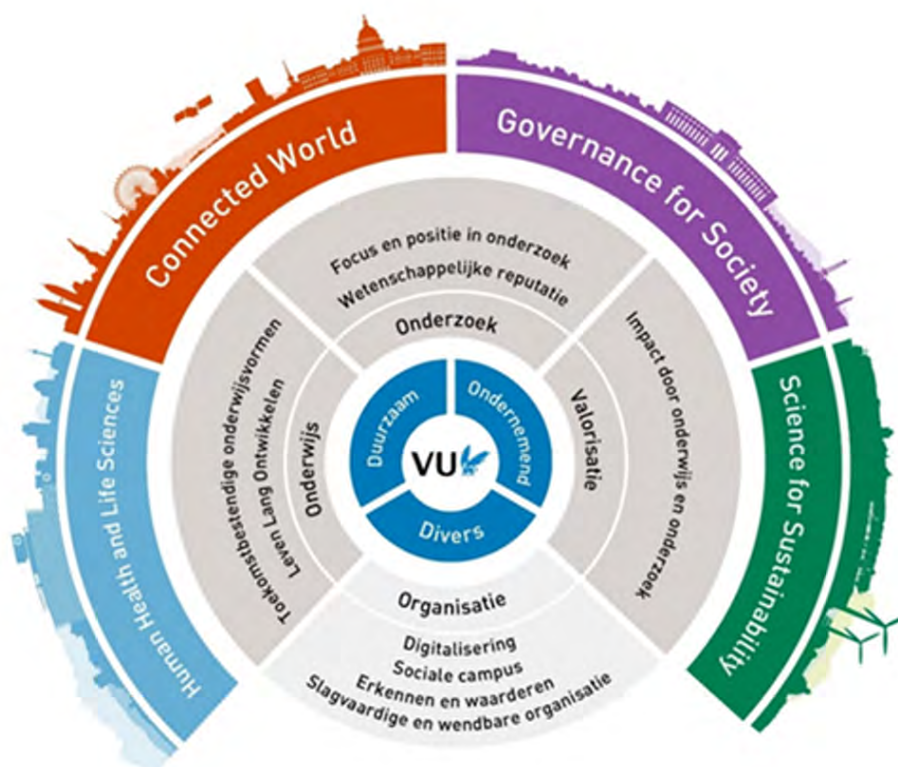 Connected World
Governance for Society
Human Health and Life Sciences
Science for Sustainability
Focus en positie in onderzoek
Wetenschappelijke reputatie
Onderzoek
Toekomstbestendige onderwijsvormen
Leven Lang Ontwikkelen
Onderwijs
Impact door onderwijs en onderzoek
Valorisatie
Duurzaam
Ondernemend
VU
Divers
Organisatie
Digitalisering
Sociale campus
Erkennen en waarderen
Slagvaardige en wendbare organisatie